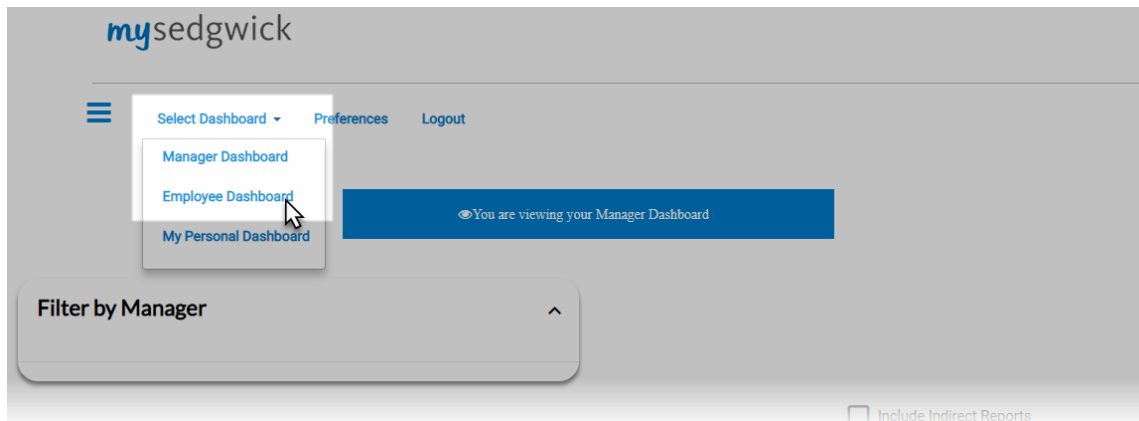 mysedgwick
Select Dashboard Preferences Logout
Manager Dashboard
Employee Dashboard
You are viewing your Manager Dashboard
My Personal Dashboard
Filter by Manager
Include Indirect Reports